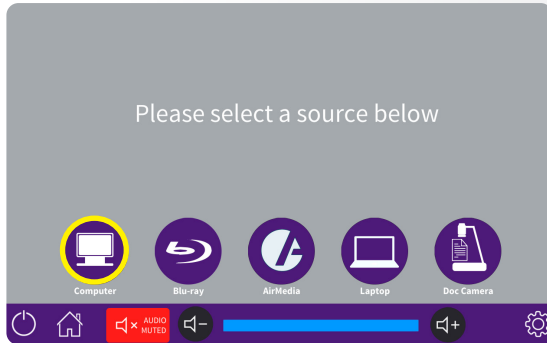 Please select a source below
Computer
Blu-ray
AirMedia
Laptop
Doc Camera
AUDIO
MUTED